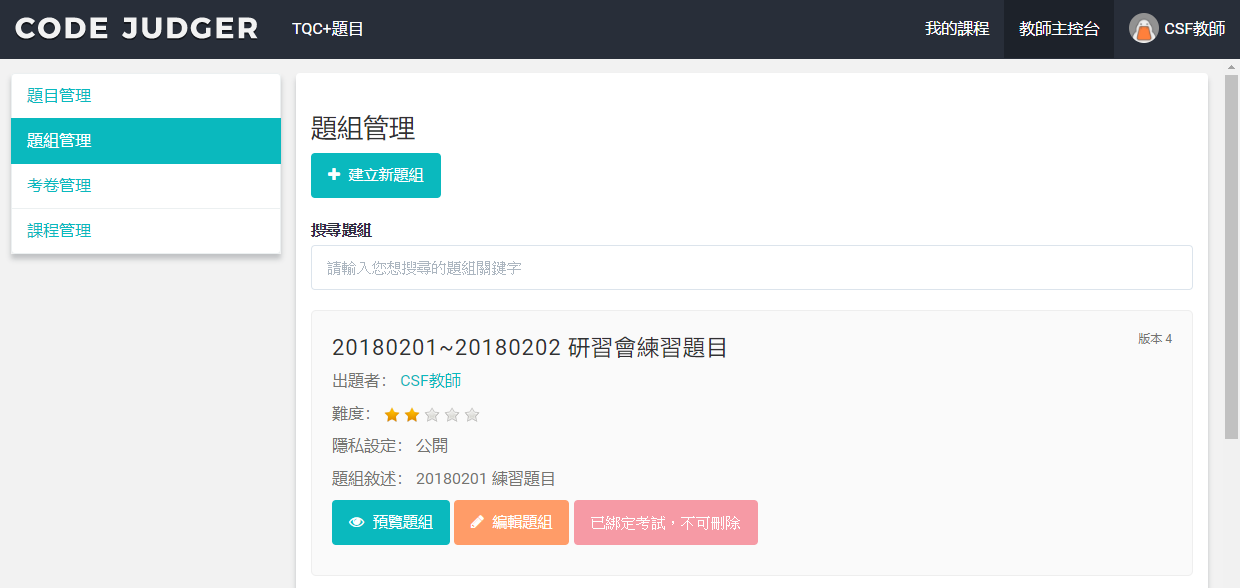 CODE JUDGER TQC+題目 我的課程 教師主控台 CSF教師
題目管理
題組管理
考卷管理
課程管理
題組管理
建立新題組
搜尋題組
請輸入您想搜尋的題組關鍵字
20180201~20180202 研習會練習題目 版本 4
出題者： CSF教師
難度：
隱私設定： 公開
題組敘述： 20180201 練習題目
預覽題組 編輯題組 已綁定考試，不可刪除